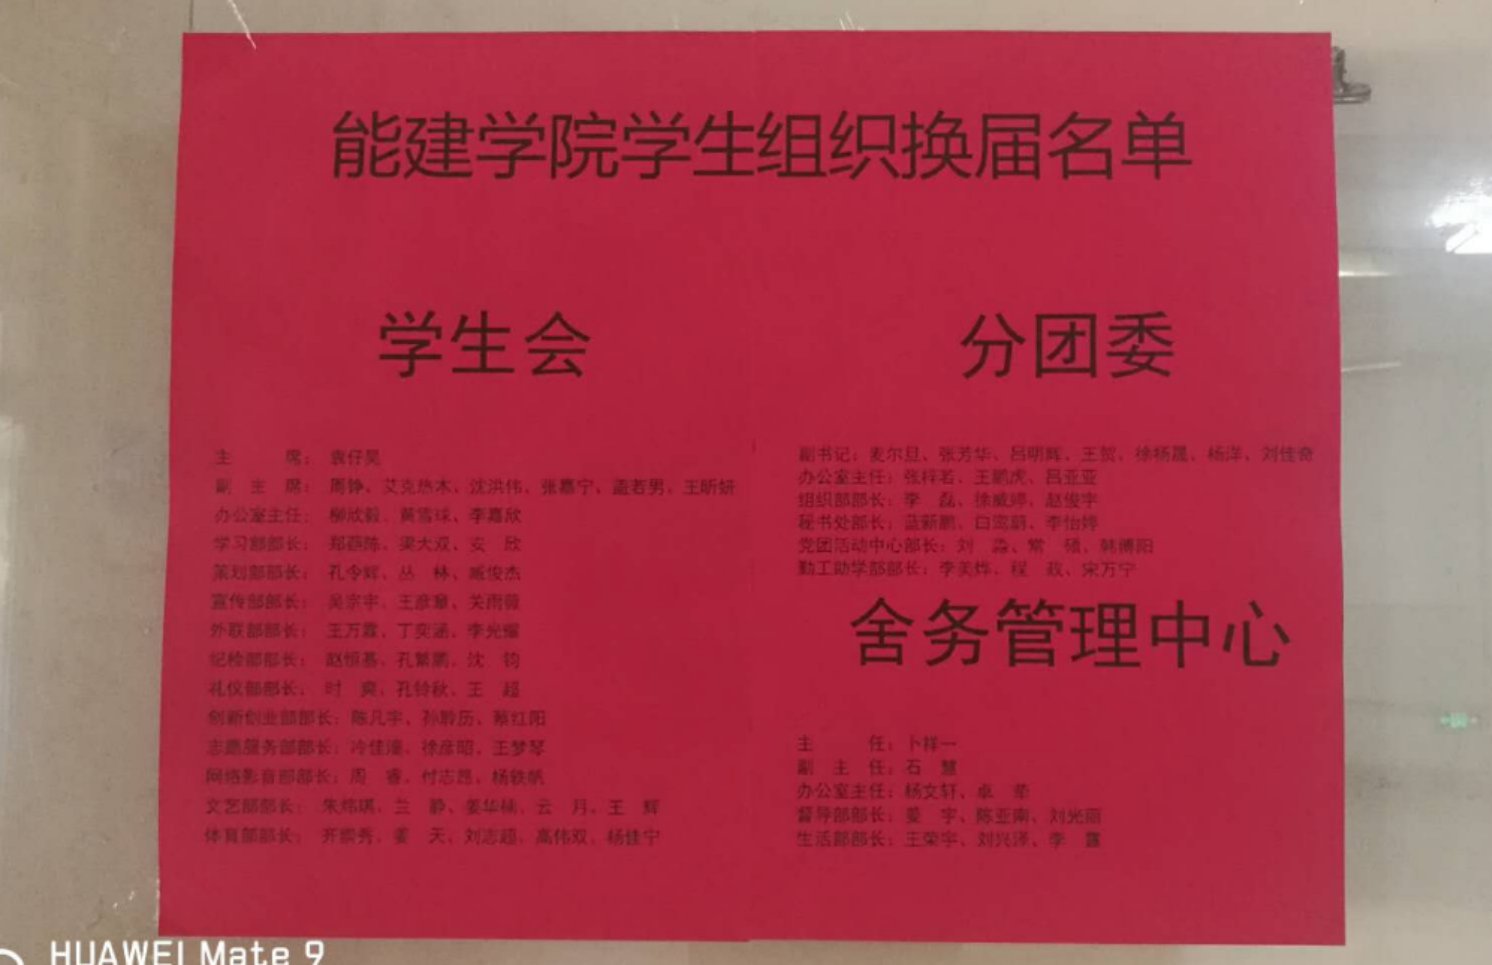 能建学院学生组织换届名单
学生会
主 席：袁仔昊
副 主 席：周铮、艾克热木、沈洪伟、张嘉宁、孟若男、王昕妍
办公室主任：柳欣毅、黄雪球、李嘉欣
学习部部长：梁大双、安 欣
策划部部长：孔令辉、丛 林、臧俊杰
宣传部部长：吴宗宇、王彦章、关雨薇
外联部部长：王万霖、丁奕涵、李光耀
纪检部部长：赵恒基、孔繁鹏、沈 钧
礼仪部部长：时 爽、孔铃秋、王 超
创新创业部部长：陈凡宇、孙聆历、蔡红阳
志愿服务部部长：冷佳潼、徐彦昭、王梦琴
网络影音部部长：周 睿、付志昂、杨轶帆
文艺部部长：朱炜琪、兰 静、姜华楠、云 月、王 辉
体育部部长：齐崇秀、姜 天、刘志超、高伟双、杨佳宁
分团委
副书记：麦尔旦、张芳华、吕明辉、王贺、徐杨晟、杨洋、刘佳奇
办公室主任：张梓若、王鹏虎、吕亚亚
组织部部长：李 磊、徐威婷、赵俊宇
秘书处部长：蓝新鹏、李怡婷
党团活动中心部长：刘 淼、常 硕、韩博阳
勤工助学部部长：李美烨、程 政、宋万宁
舍务管理中心
主 任：卜祥一
副 主 任：石 慧
办公室主任：杨文轩、卓 荦
督导部部长：姜 宇、陈亚南、刘光丽
生活部部长：王荣宇、刘兴泽、李 露
HUAWEI Mate 9